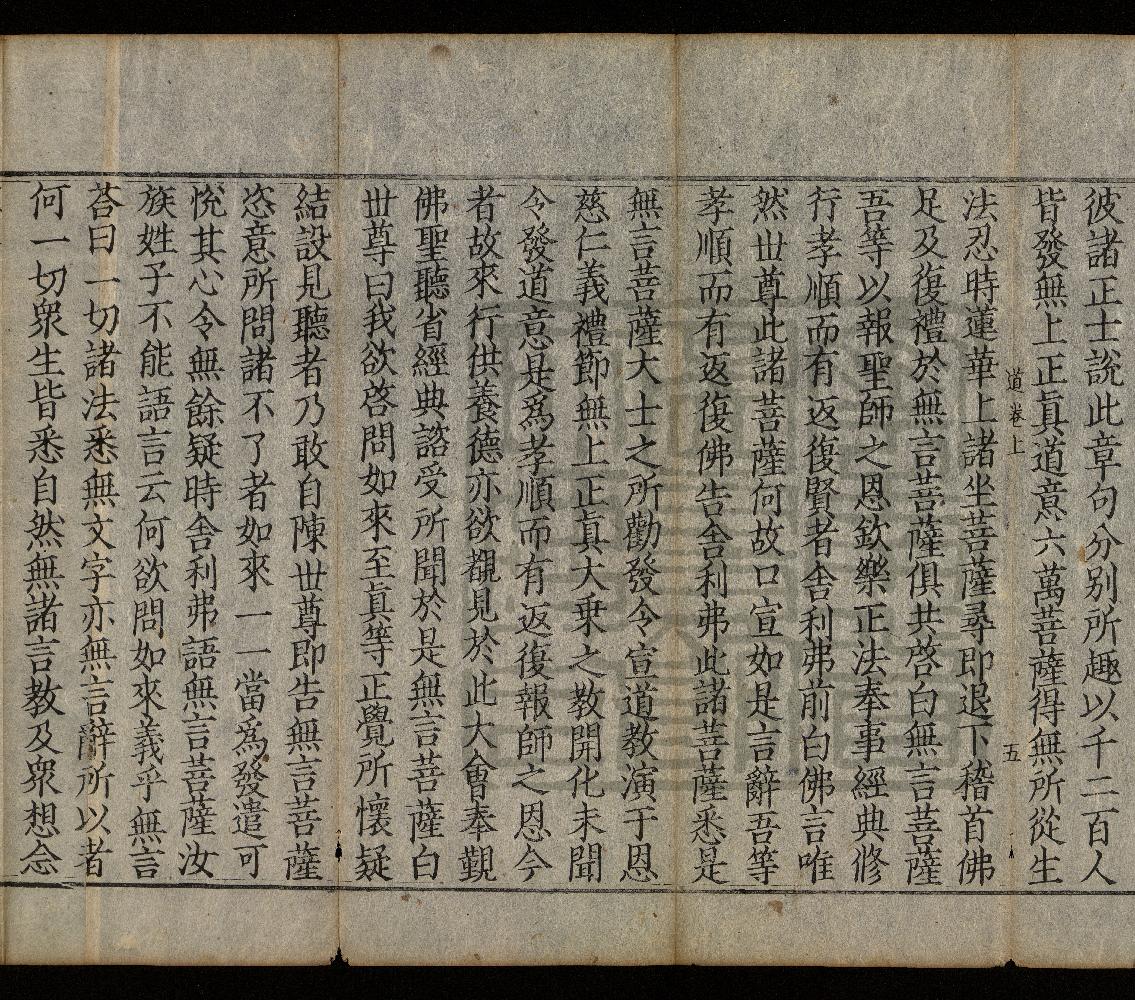 彼諸正士說此章句分別所趣以千二百人
皆發無上正眞道意六萬菩薩得無所從生
道 卷上 五
法忍時蓮華上諸坐菩薩尋即退下稽首佛
足及復禮於無言菩薩俱共啓白無言菩薩
吾等以報聖師之恩欽樂正法奉事經典修
行孝順而有返復賢者舍利弗前白佛言唯
然世尊此諸菩薩何故口宣如是言辭吾等
孝順而有返復佛告舍利弗此諸菩薩悉是
無言菩薩大士之所勸發令宣道教演于恩
慈仁義禮節無上正眞大乗之教開化未聞
令發道意是爲孝順而有返復報師之恩今
者故來行供養德亦欲覲見於此大會奉覲
佛聖聽省經典諮受所聞於是無言菩薩白
世尊曰我欲啓問如來至眞等正覺所懷疑
結設見聽者乃敢自陳世尊即告無言菩薩
恣意所問諸不了者如來一一當爲發遣可
悅其心令無餘疑時舍利弗語無言菩薩汝
族姓子不能語言云何欲問如來義乎無言
荅曰一切諸法悉無文字亦無言辭所以者
何一切衆生皆悉自然無諸言教及衆想念